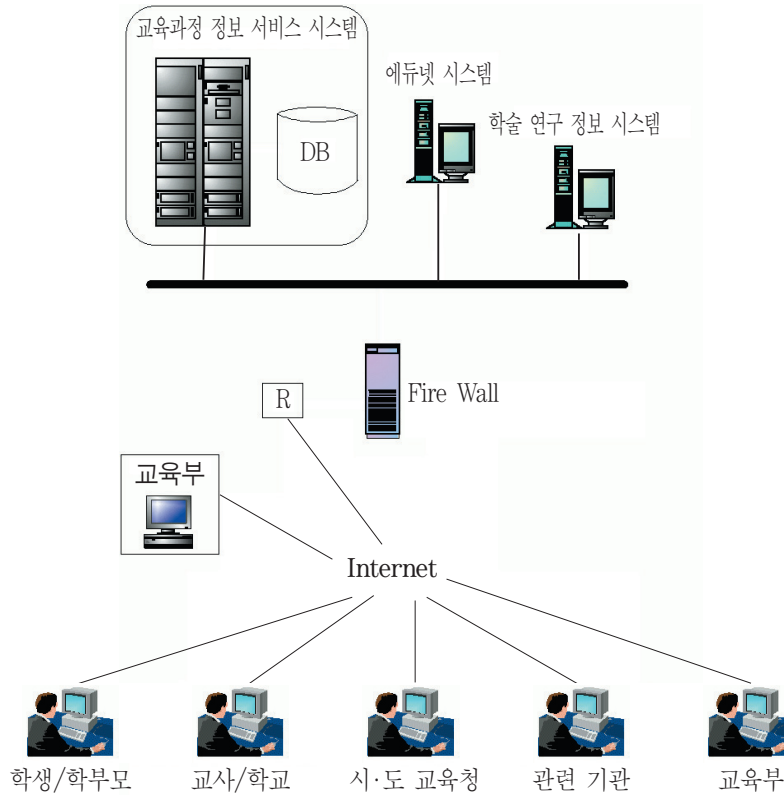 교육과정 정보 서비스 시스템
에듀넷 시스템
학술 연구 정보 시스템
DB
Fire Wall
R
교육부
Internet
학생/학부모
교사/학교
시·도 교육청
관련 기관
교육부